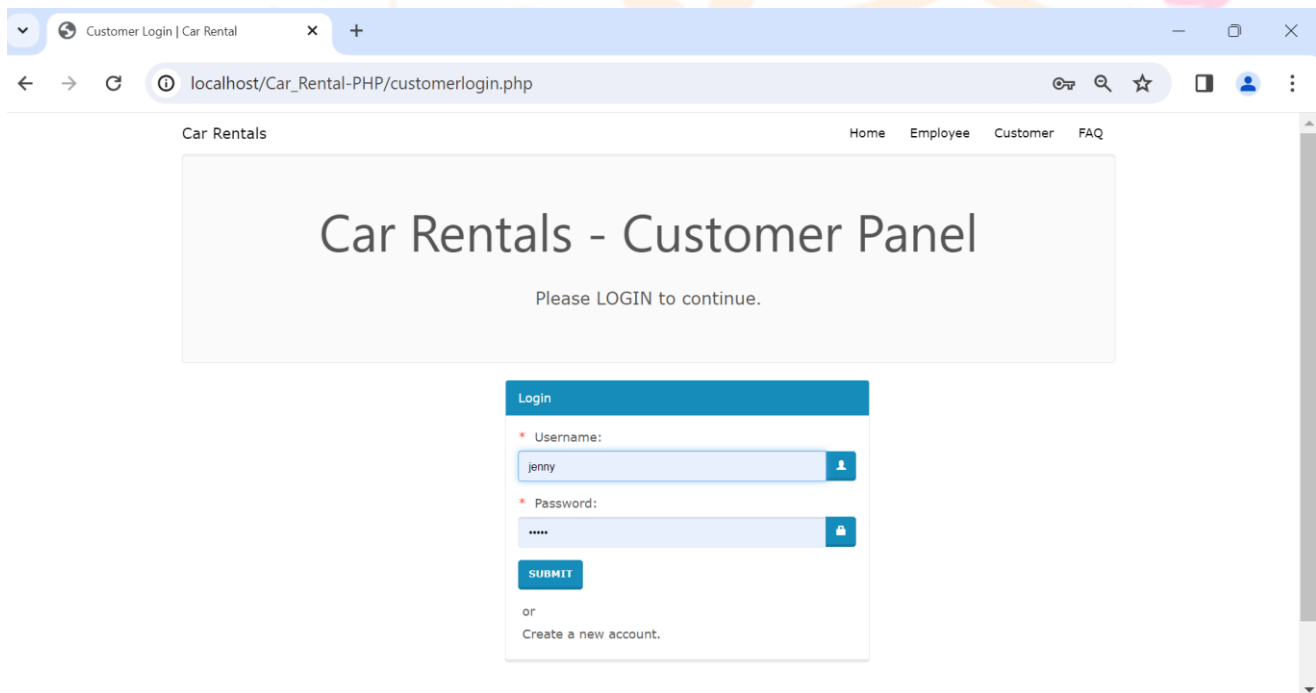 Customer Login | Car Rental
localhost/Car_Rental-PHP/customerlogin.php
Car Rentals Home Employee Customer FAQ
Car Rentals - Customer Panel
Please LOGIN to continue.
Login
* Username:
jenny
* Password:
•••••
SUBMIT
or
Create a new account.